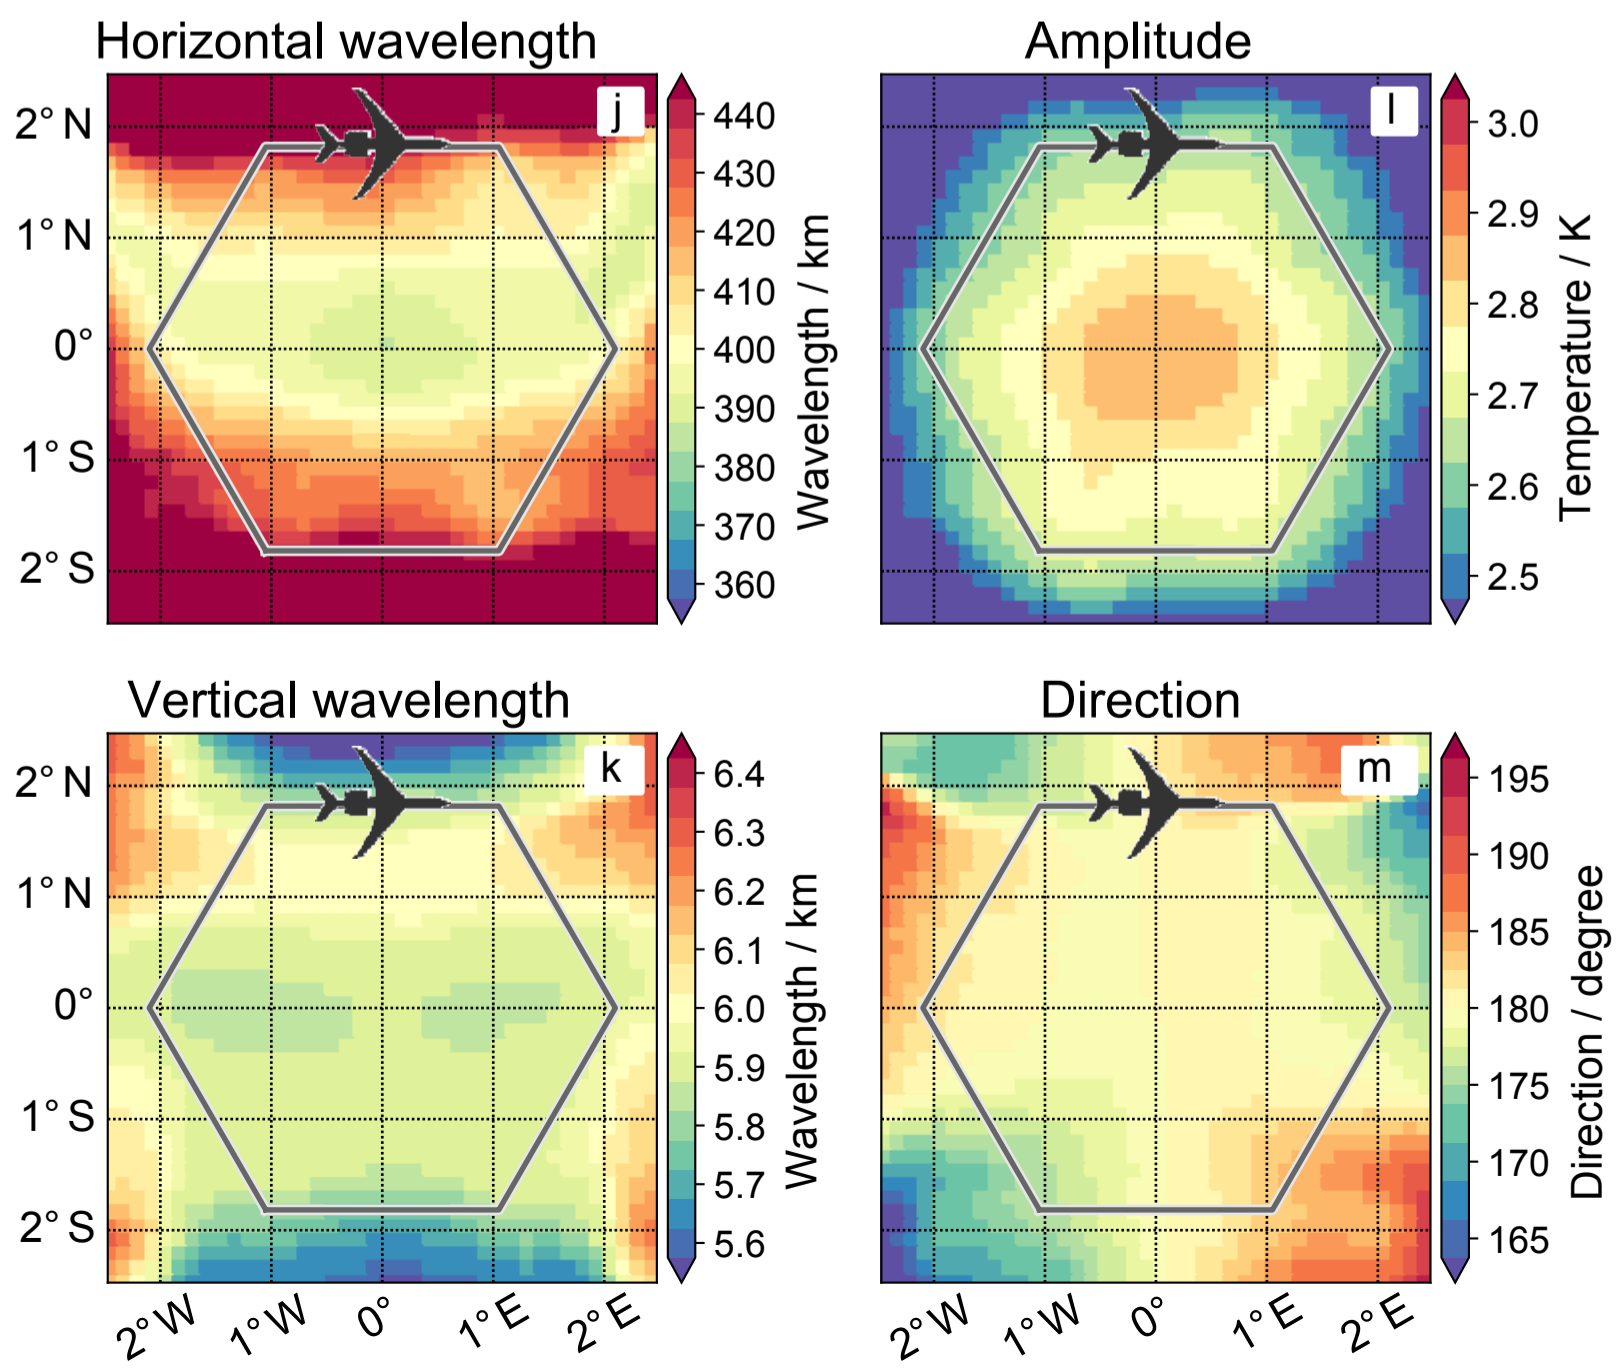 Horizontal wavelength
j
2° N
1° N
0°
1° S
2° S
440
430
420
410
400
390
380
370
360
Wavelength / km
Amplitude
l
3.0
2.9
2.8
2.7
2.6
2.5
Temperature / K
Vertical wavelength
k
2° N
1° N
0°
1° S
2° S
2° W
1° W
0°
1° E
2° E
6.4
6.3
6.2
6.1
6.0
5.9
5.8
5.7
5.6
Wavelength / km
Direction
m
2° W
1° W
0°
1° E
2° E
195
190
185
180
175
170
165
Direction / degree